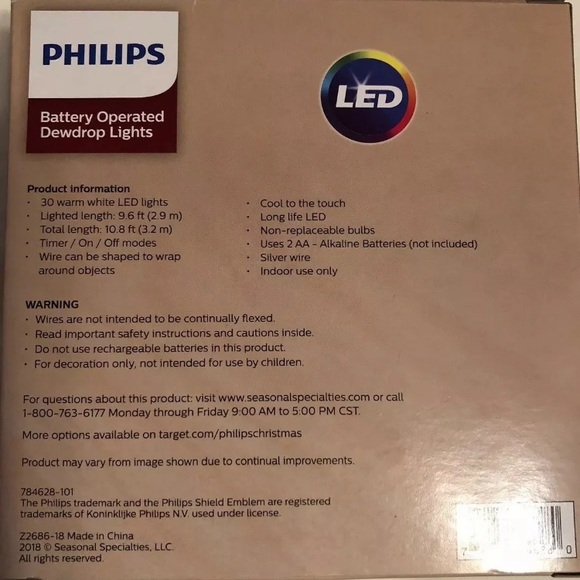 PHILIPS
Battery Operated
Dewdrop Lights
LED
Product information
· 30 warm white LED lights
· Lighted length: 9.6 ft (2.9 m)
· Total length: 10.8 ft (3.2 m)
· Timer / On / Off modes
· Wire can be shaped to wrap
around objects
· Cool to the touch
· Long life LED
· Non-replaceable bulbs
· Uses 2 AA - Alkaline Batteries (not included)
· Silver wire
· Indoor use only
WARNING
· Wires are not intended to be continually flexed.
· Read important safety instructions and cautions inside.
· Do not use rechargeable batteries in this product.
· For decoration only, not intended for use by children.
For questions about this product: visit www.seasonalspecialties.com or call
1-800-763-6177 Monday through Friday 9:00 AM to 5:00 PM CST.
More options available on target.com/philipschristmas
Product may vary from image shown due to continual improvements.
784628-101
The Philips trademark and the Philips Shield Emblem are registered
trademarks of Koninklijke Philips N.V. used under license.
Z2686-18 Made in China
2018 © Seasonal Specialties, LLC.
All rights reserved.